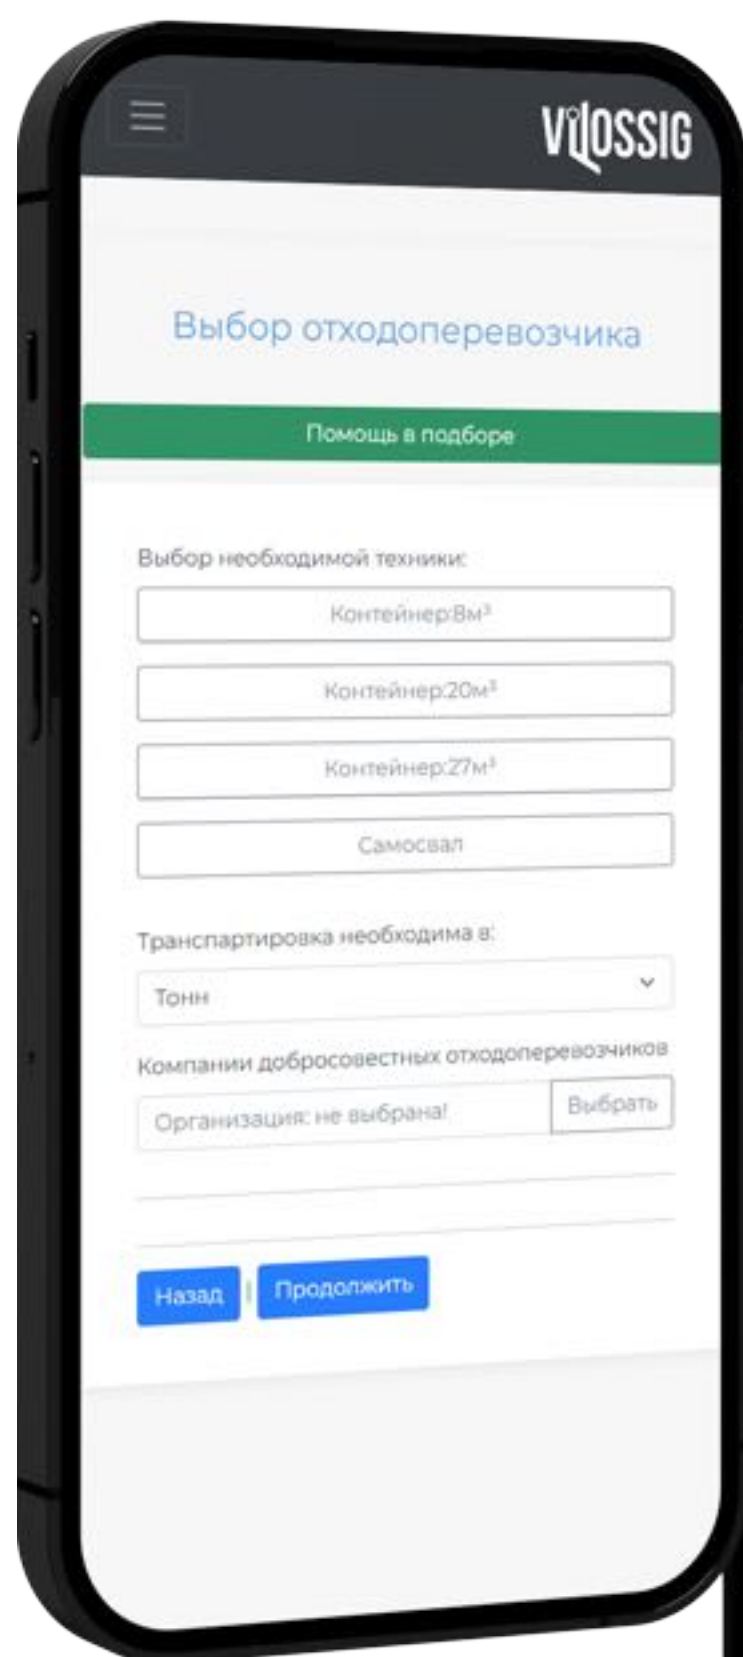 VILOSSIG
Выбор отходоперевозчика
Помощь в подборе
Выбор необходимой техники:
Контейнер:8м³
Контейнер:20м³
Контейнер:27м³
Самосвал
Транспартировка необходима в:
Тонн
Компании добросовестных отходоперевозчиков
Организация: не выбрана!
Выбрать
Назад | Продолжить